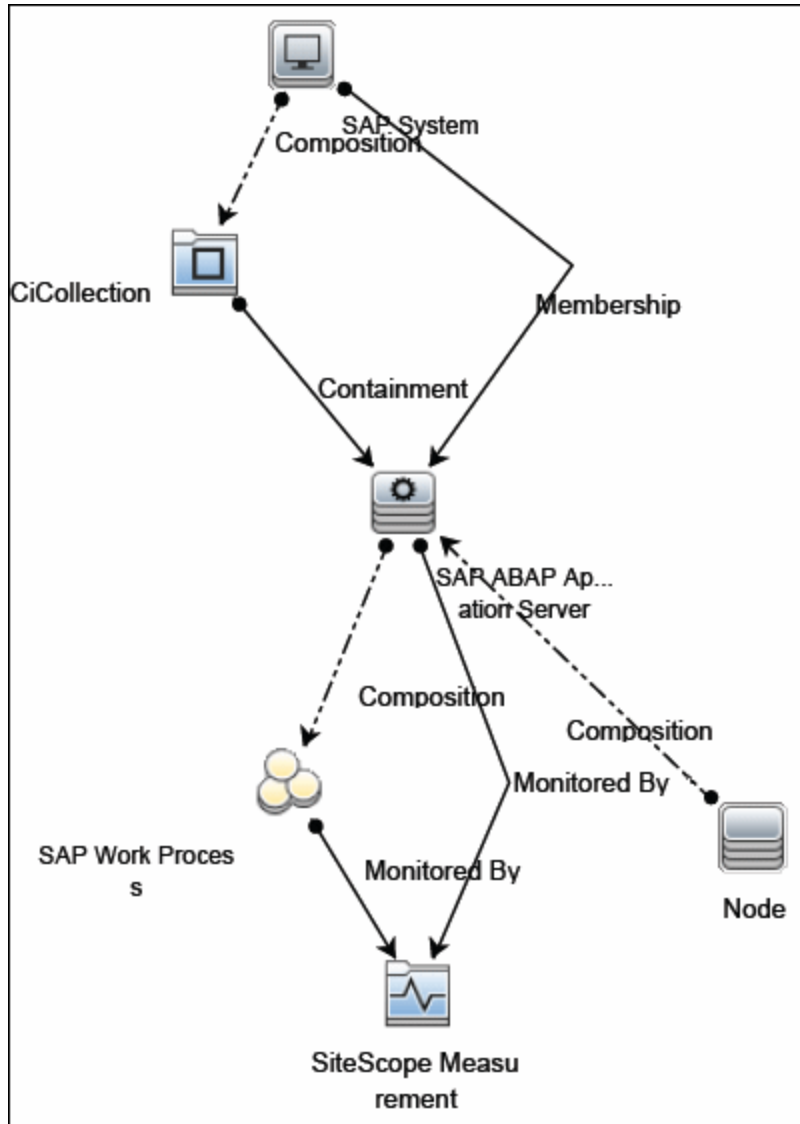 SAP System
Composition
CiCollection
Membership
Containment
SAP ABAP Ap...
ation Server
Composition
Composition
Monitored By
SAP Work Proces
s
Monitored By
Node
SiteScope Measu
rement